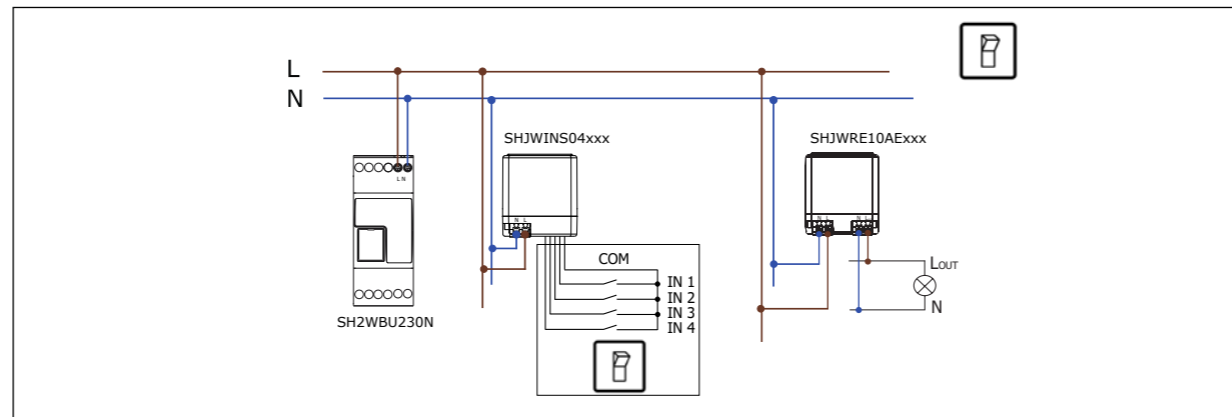 L
N
SHJWINS04xxx
SHJWRE10AExxx
L N
N L
N L
N L
COM
IN 1
IN 2
IN 3
IN 4
LOUT
N
SH2WBU230N